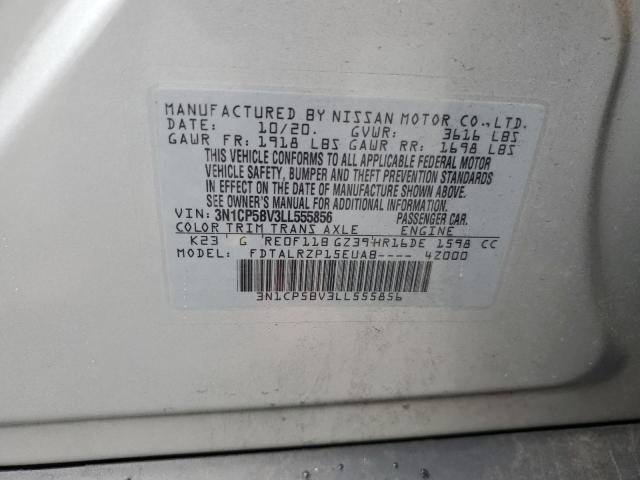 MANUFACTURED BY NISSAN MOTOR CO.,LTD.
DATE: 10/20. GVWR: 3616 LBS
GAWR FR: 1918 LBS GAWR RR: 1698 LBS
THIS VEHICLE CONFORMS TO ALL APPLICABLE FEDERAL MOTOR
VEHICLE SAFETY, BUMPER AND THEFT PREVENTION STANDARDS
IN EFFECT ON THE DATE OF MANUFACTURE SHOWN ABOVE.
SEE OWNER'S MANUAL FOR ADDITIONAL INFORMATION
VIN: 3N1CP5BV3LL555856 PASSENGER CAR.
COLOR TRIM TRANS AXLE ENGINE
K23 G RE0F11B GZ39 HR16DE 1598 CC
MODEL: FDTALRZP15EUAB---- 4Z000
3N1CP5BV3LL555856